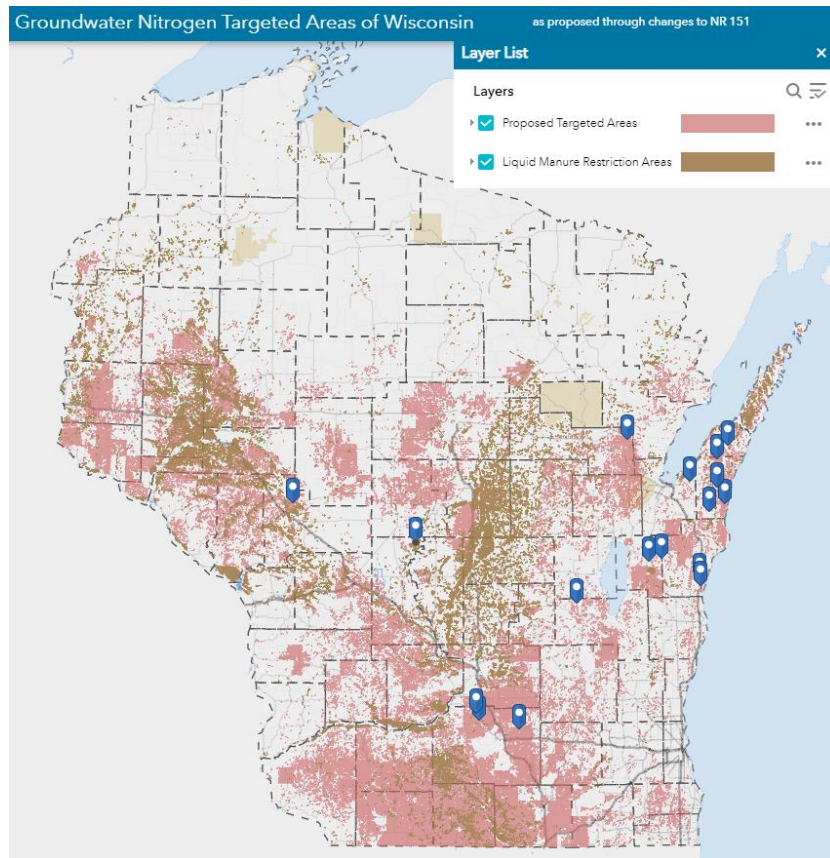 Groundwater Nitrogen Targeted Areas of Wisconsin
as proposed through changes to NR 151
Layer List
Layers
Proposed Targeted Areas
Liquid Manure Restriction Areas